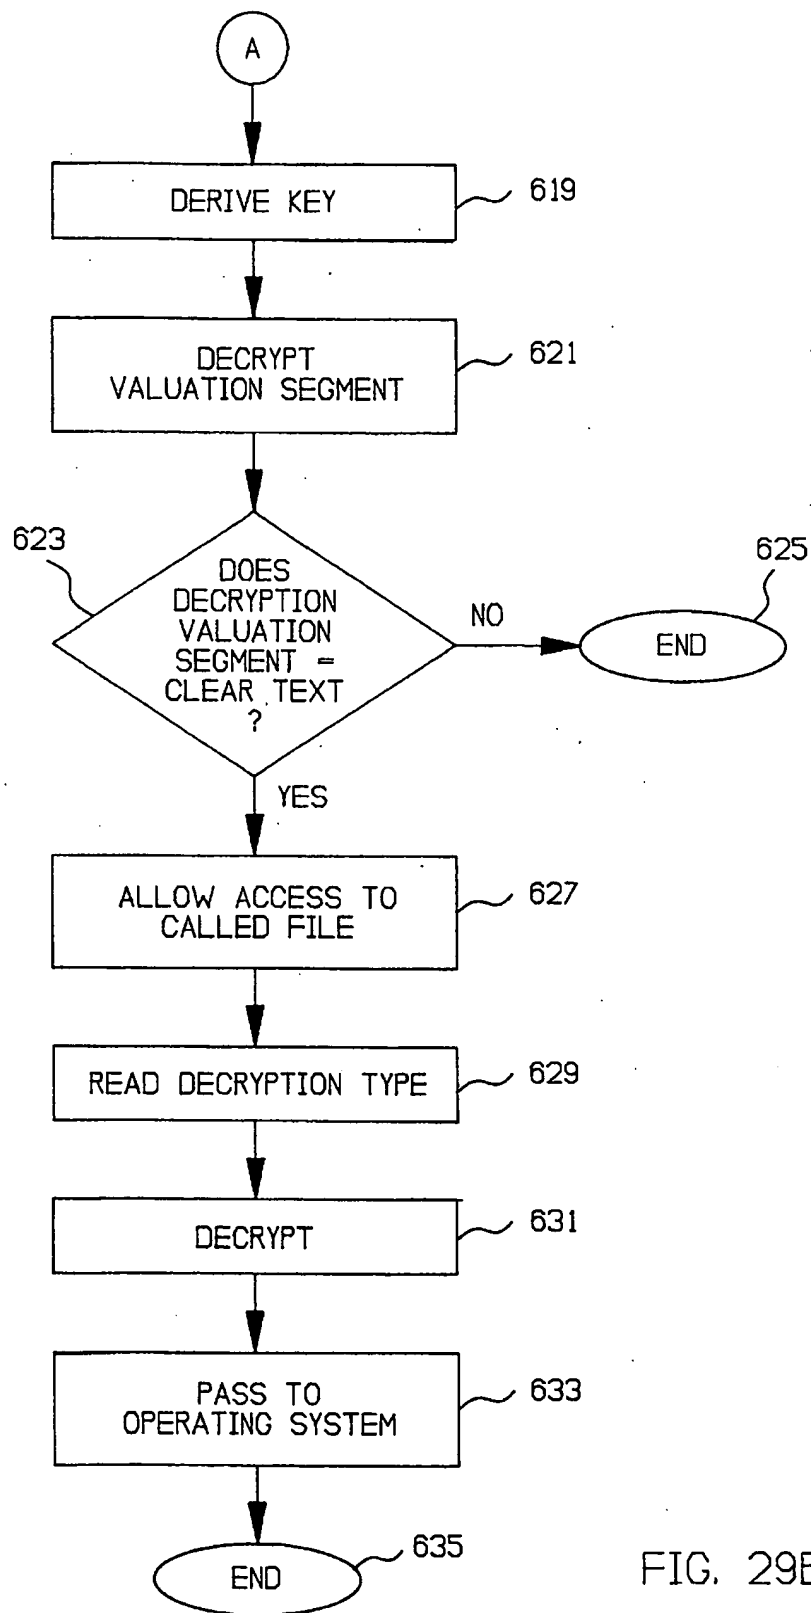 A
DERIVE KEY
619
DECRYPT
VALUATION SEGMENT
621
623
DOES
DECRYPTION
VALUATION
SEGMENT =
CLEAR TEXT
?
NO
625
END
YES
ALLOW ACCESS TO
CALLED FILE
627
READ DECRYPTION TYPE
629
DECRYPT
631
PASS TO
OPERATING SYSTEM
633
END
635
FIG. 29B